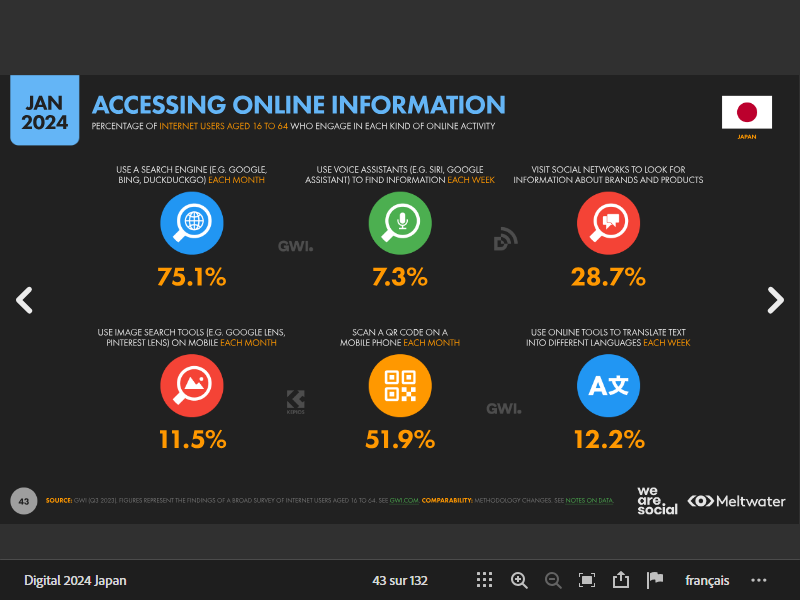 JAN
2024
ACCESSING ONLINE INFORMATION
PERCENTAGE OF INTERNET USERS AGED 16 TO 64 WHO ENGAGE IN EACH KIND OF ONLINE ACTIVITY
JAPAN
USE A SEARCH ENGINE (E.G. GOOGLE,
BING, DUCKDUCKGO) EACH MONTH
75.1%
USE VOICE ASSISTANTS (E.G. SIRI, GOOGLE
ASSISTANT) TO FIND INFORMATION EACH WEEK
7.3%
VISIT SOCIAL NETWORKS TO LOOK FOR
INFORMATION ABOUT BRANDS AND PRODUCTS
28.7%
GWI.
USE IMAGE SEARCH TOOLS (E.G. GOOGLE LENS,
PINTEREST LENS) ON MOBILE EACH MONTH
11.5%
SCAN A QR CODE ON A
MOBILE PHONE EACH MONTH
51.9%
USE ONLINE TOOLS TO TRANSLATE TEXT
INTO DIFFERENT LANGUAGES EACH WEEK
A文
12.2%
KEPIOS
GWI.
43
SOURCE: GWI (Q3 2023). FIGURES REPRESENT THE FINDINGS OF A BROAD SURVEY OF INTERNET USERS AGED 16 TO 64. SEE GWI.COM. COMPARABILITY: METHODOLOGY CHANGES. SEE NOTES ON DATA.
we
are.
social
Meltwater
Digital 2024 Japan
43 sur 132
français